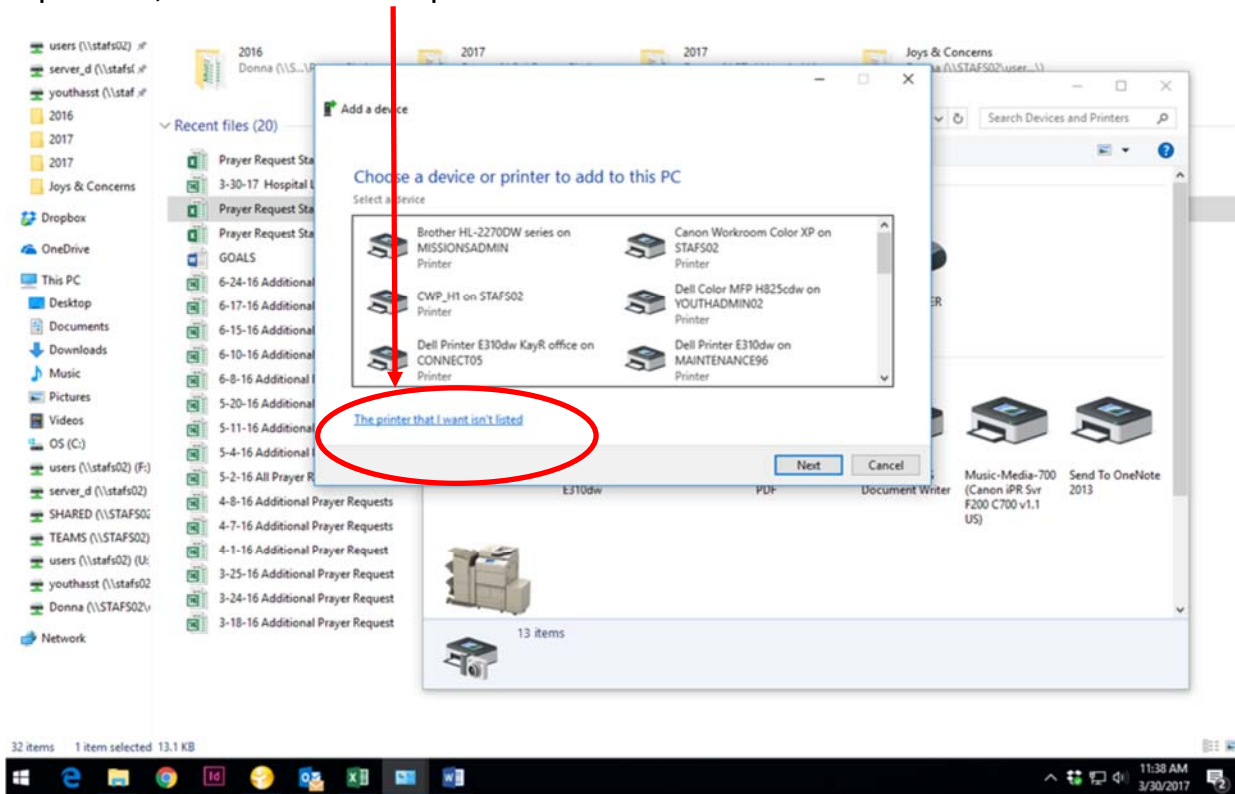 users (\\stafs02)
server_d (\\stafs(
youthasst (\\staf
2016
2017
2017
Joys & Concerns
Dropbox
OneDrive
This PC
Desktop
Documents
Downloads
Music
Pictures
Videos
OS (C:)
users (\\stafs02) (F:)
server_d (\\stafs02)
SHARED (\\STAFS02
TEAMS (\\STAFS02)
users (\\stafs02) (U:
youthasst (\\stafs02
Donna (\\STAFS02\
Network
2016
Donna (\\S...\
2017
2017
Joys & Concerns
\\STAFS02\user...\)
Recent files (20)
Prayer Request Sta
3-30-17 Hospital L
Prayer Request Sta
Prayer Request Sta
GOALS
6-24-16 Additional
6-17-16 Additional
6-15-16 Additional
6-10-16 Additional
6-8-16 Additional
5-20-16 Additional
5-11-16 Additional
5-4-16 Additional
5-2-16 All Prayer R
4-8-16 Additional Prayer Requests
4-7-16 Additional Prayer Requests
4-1-16 Additional Prayer Request
3-25-16 Additional Prayer Request
3-24-16 Additional Prayer Request
3-18-16 Additional Prayer Request
Add a device
Choose a device or printer to add to this PC
Select a device
Brother HL-2270DW series on
MISSIONSADMIN
Printer
Canon Workroom Color XP on
STAFS02
Printer
CWP_H1 on STAFS02
Printer
Dell Color MFP H825cdw on
YOUTHADMIN02
Printer
Dell Printer E310dw KayR office on
CONNECT05
Printer
Dell Printer E310dw on
MAINTENANCE96
Printer
The printer that I want isn't listed
Next Cancel
Search Devices and Printers
ER
E310dw
PDF
Document Writer
Music-Media-700
(Canon iPR Svr
F200 C700 v1.1
US)
Send To OneNote
2013
13 items
32 items 1 item selected 13.1 KB
11:38 AM
3/30/2017